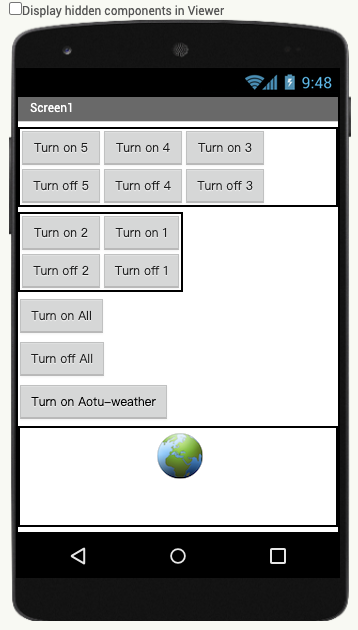 Display hidden components in Viewer
9:48
Screen1
Turn on 5 Turn on 4 Turn on 3
Turn off 5 Turn off 4 Turn off 3
Turn on 2 Turn on 1
Turn off 2 Turn off 1
Turn on All
Turn off All
Turn on Aotu-weather